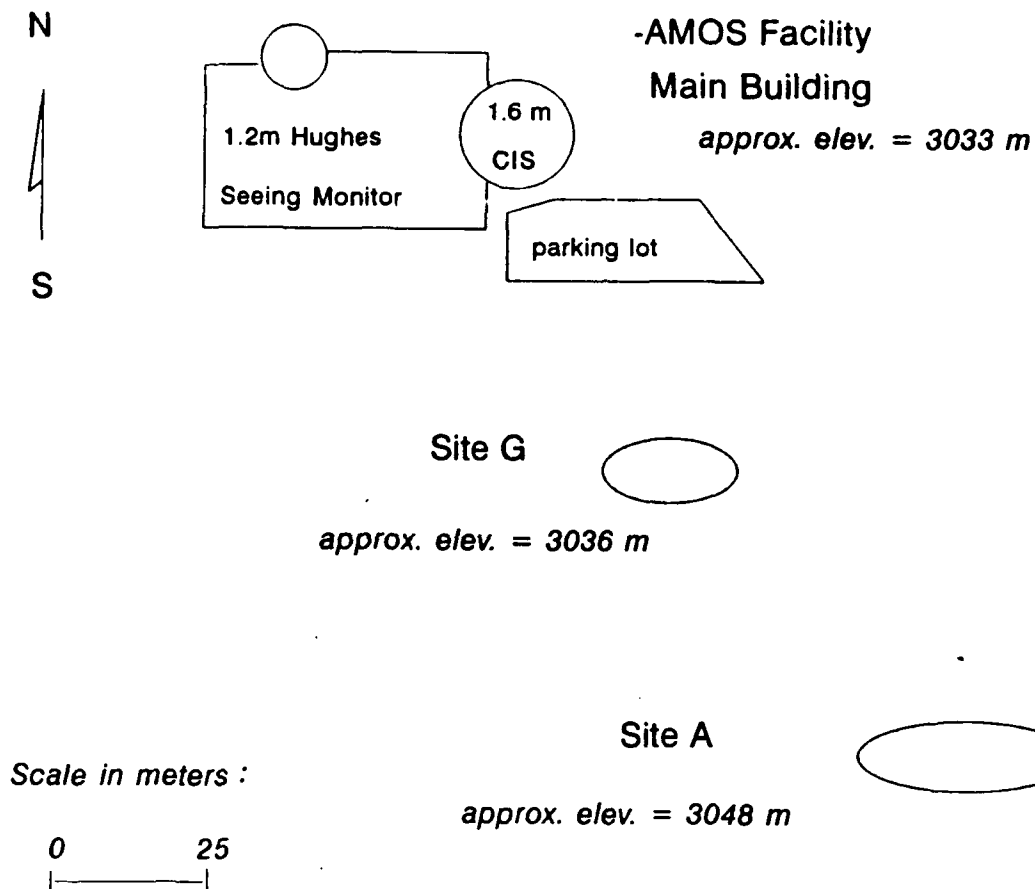 N
S
-AMOS Facility
Main Building
approx. elev. = 3033 m
1.2m Hughes
Seeing Monitor
1.6 m
CIS
parking lot
Site G
approx. elev. = 3036 m
Site A
approx. elev. = 3048 m
Scale in meters :
0 25